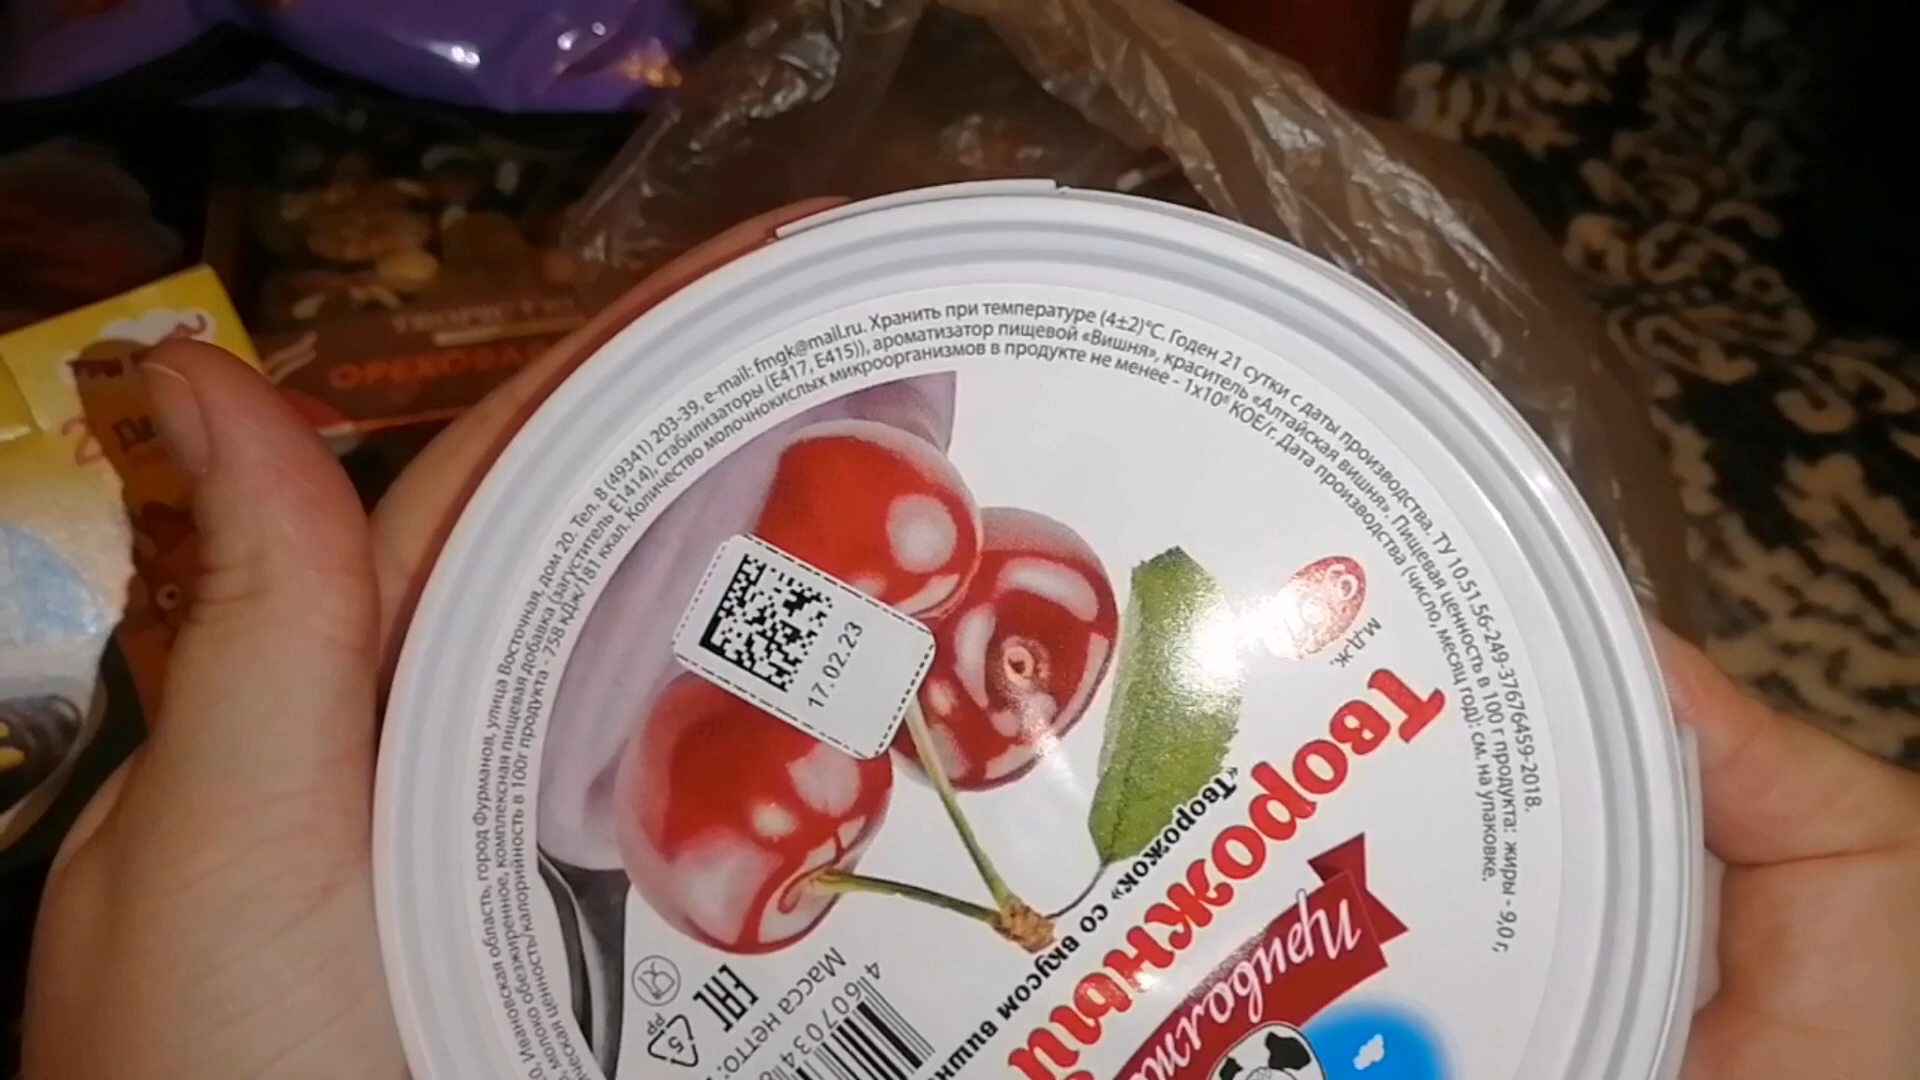 Ивановская область, город Фурманов, улица Восточная, дом 20. Тел. 8 (49341) 203-39, e-mail: fmgk@mail.ru. Хранить при температуре (4±2)°С. Годен 21 сутки с даты производства. ТУ 10.51.56-249-37676459-2018.
молоко обезжиренное, комплексная пищевая добавка (загуститель Е1414), стабилизаторы (Е417, Е415)), ароматизатор пищевой «Вишня», краситель «Алтайская вишня». Пищевая ценность в 100 г продукта: жиры - 9,0 г,
ценность/калорийность в 100г продукта - 758 кДж/181 ккал. Количество молочнокислых микроорганизмов в продукте не менее - 1х10⁶ КОЕ/г. Дата производства (число, месяц год): см. на упаковке.
17.02.23
м.д.ж.
Творожный
«Творожок» со вкусом вишни
EAC
Масса нетто:
5
PP
ОРЕХОВАЯ